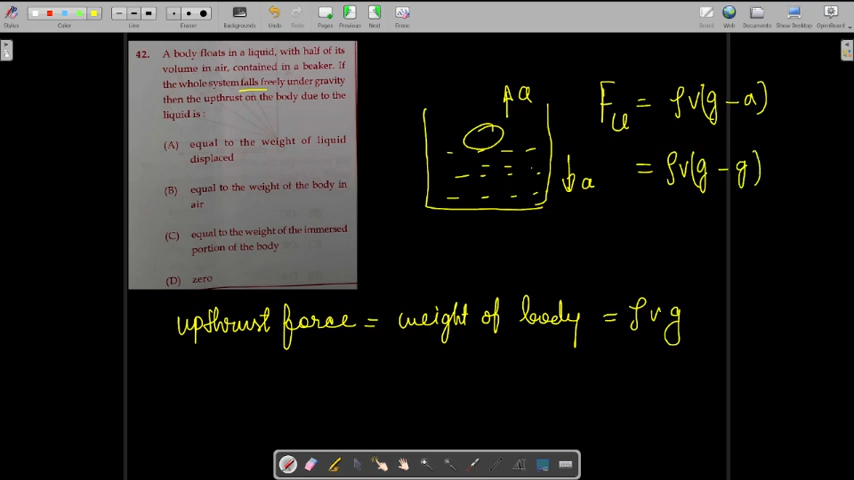 Stylus
Color
Line
Eraser
Backgrounds
Undo
Redo
Pages
Previous
Next
Frame
Board
Web
Documents
Show Desktop
OpenBoard
42. A body floats in a liquid, with half of its
volume in air, contained in a beaker. If
the whole system falls freely under gravity
then the upthrust on the body due to the
liquid is :
(A) equal to the weight of liquid
displaced
(B) equal to the weight of the body in
air
(C) equal to the weight of the immersed
portion of the body
(D) zero
a
a
Fu = ρv(g − a)
= ρv(g − g)
upthrust force = weight of body = ρvg